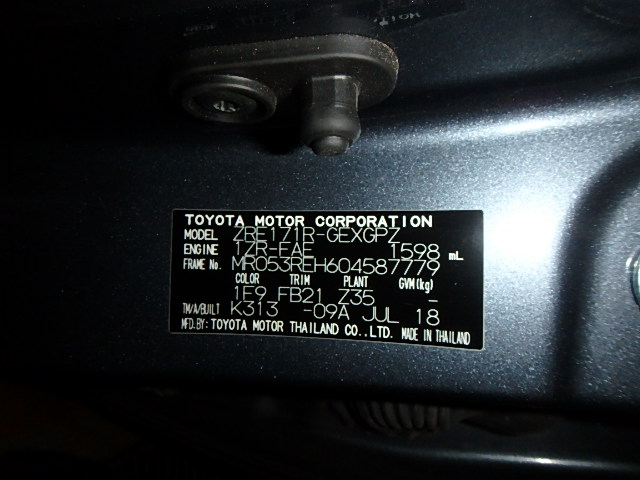 TOYOTA MOTOR CORPORATION
MODEL ZRE171R-GEXGPZ
ENGINE 1ZR-FAE 1598 mL
FRAME No. MR053REH604587779
COLOR TRIM PLANT GVM(kg)
1E9 FB21 Z35 -
TM/A/BUILT K313 -09A JUL 18
MFD.BY: TOYOTA MOTOR THAILAND CO.,LTD. MADE IN THAILAND